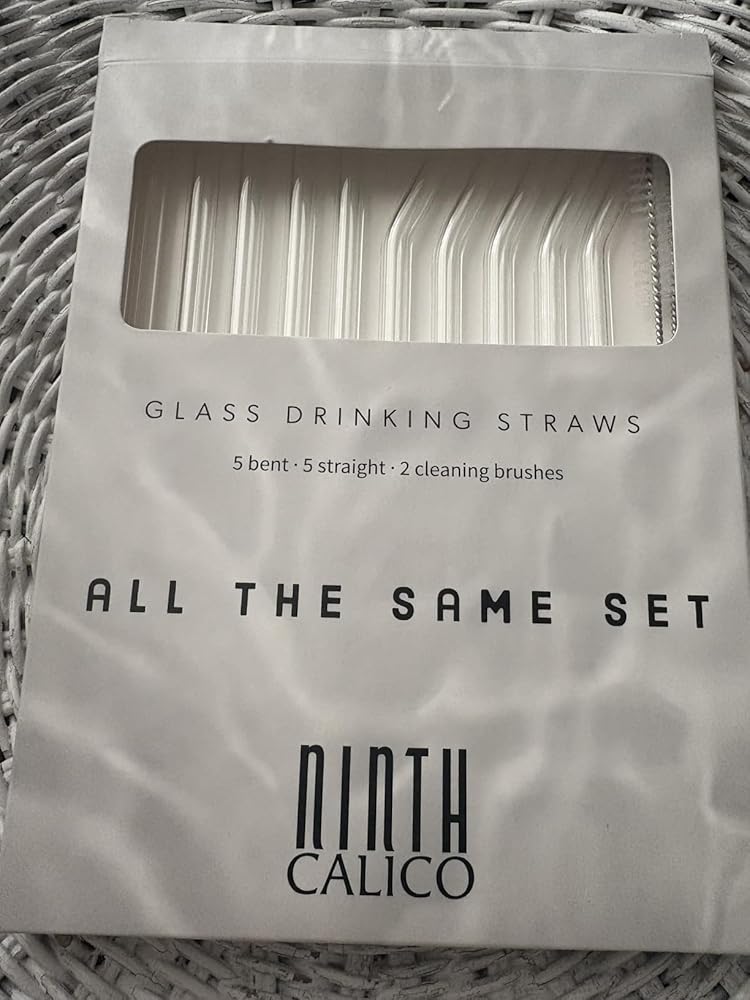 GLASS DRINKING STRAWS
5 bent · 5 straight · 2 cleaning brushes
ALL THE SAME SET
NINTH
CALICO